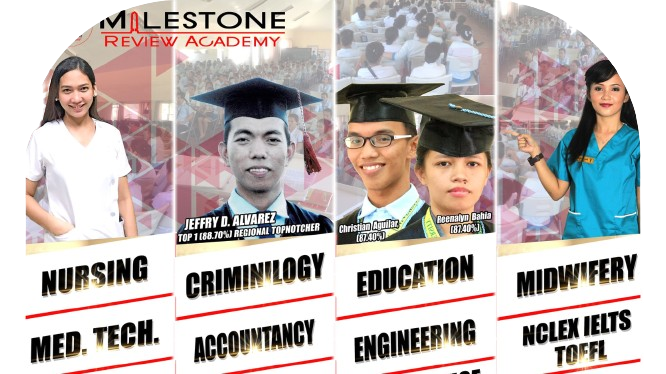 MILESTONE
REVIEW ACADEMY
JEFFRY D. ALVAREZ
TOP 1 (88.70%) REGIONAL TOPNOTCHER
Christian Aguilar
(87.40%)
Reenalyn Bahia
(87.40%)
NURSING
CRIMINILOGY
EDUCATION
MIDWIFERY
MED. TECH.
ACCOUNTANCY
ENGINEERING
NCLEX IELTS
TOEFL